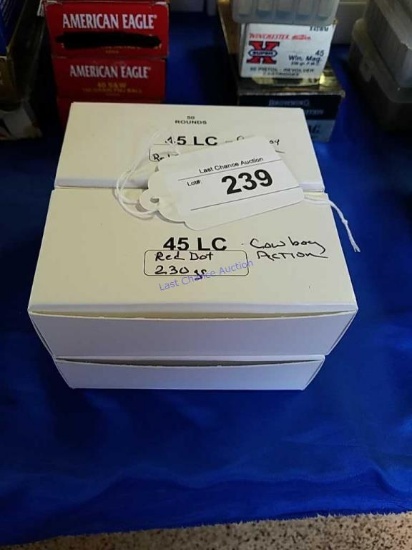 AMERICAN EAGLE
AMERICAN EAGLE
WINCHESTER
X
SUPER
45
Win. Mag.
50
ROUNDS
45 LC
Last Chance Auction
Lot#
239
45 LC - Cowboy
Action
Red Dot
230 gr
Last Chance Auction